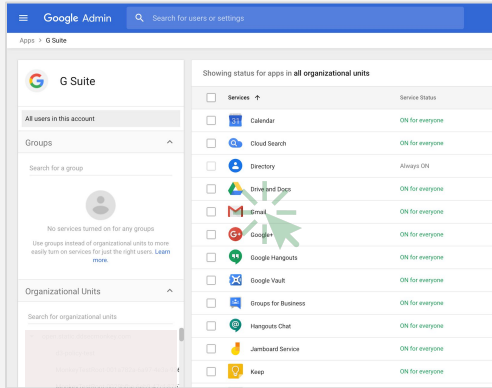 Google Admin
Search for users or settings
Apps > G Suite
G Suite
All users in this account
Groups
Search for a group
No services turned on for any groups
Use groups instead of organizational units to more
easily turn on services for just the right users. Learn
more.
Organizational Units
Search for organizational units
Showing status for apps in all organizational units
Services Service Status
31 Calendar ON for everyone
Cloud Search ON for everyone
Directory Always ON
Drive and Docs ON for everyone
Gmail ON for everyone
G+ Google+ ON for everyone
Google Hangouts ON for everyone
Google Vault ON for everyone
Groups for Business ON for everyone
@ Hangouts Chat ON for everyone
Jamboard Service ON for everyone
Keep ON for everyone